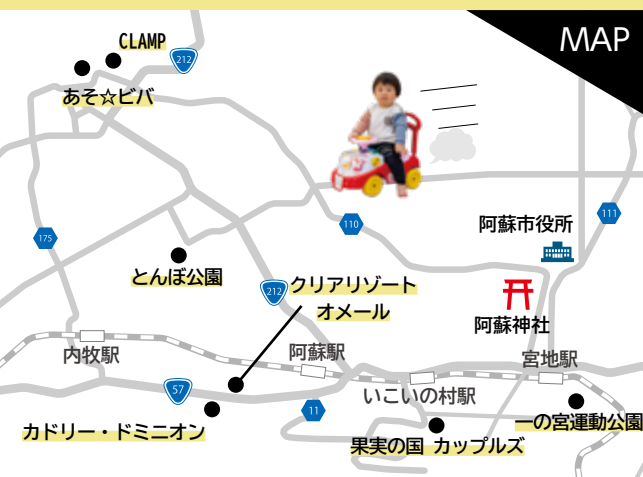 MAP
CLAMP
212
あそ☆ビバ
175
110
111
阿蘇市役所
とんぼ公園
212
クリアリゾート
オメール
阿蘇神社
内牧駅
阿蘇駅
宮地駅
57
いこいの村駅
11
カドリー・ドミニオン
果実の国 カップルズ
一の宮運動公園